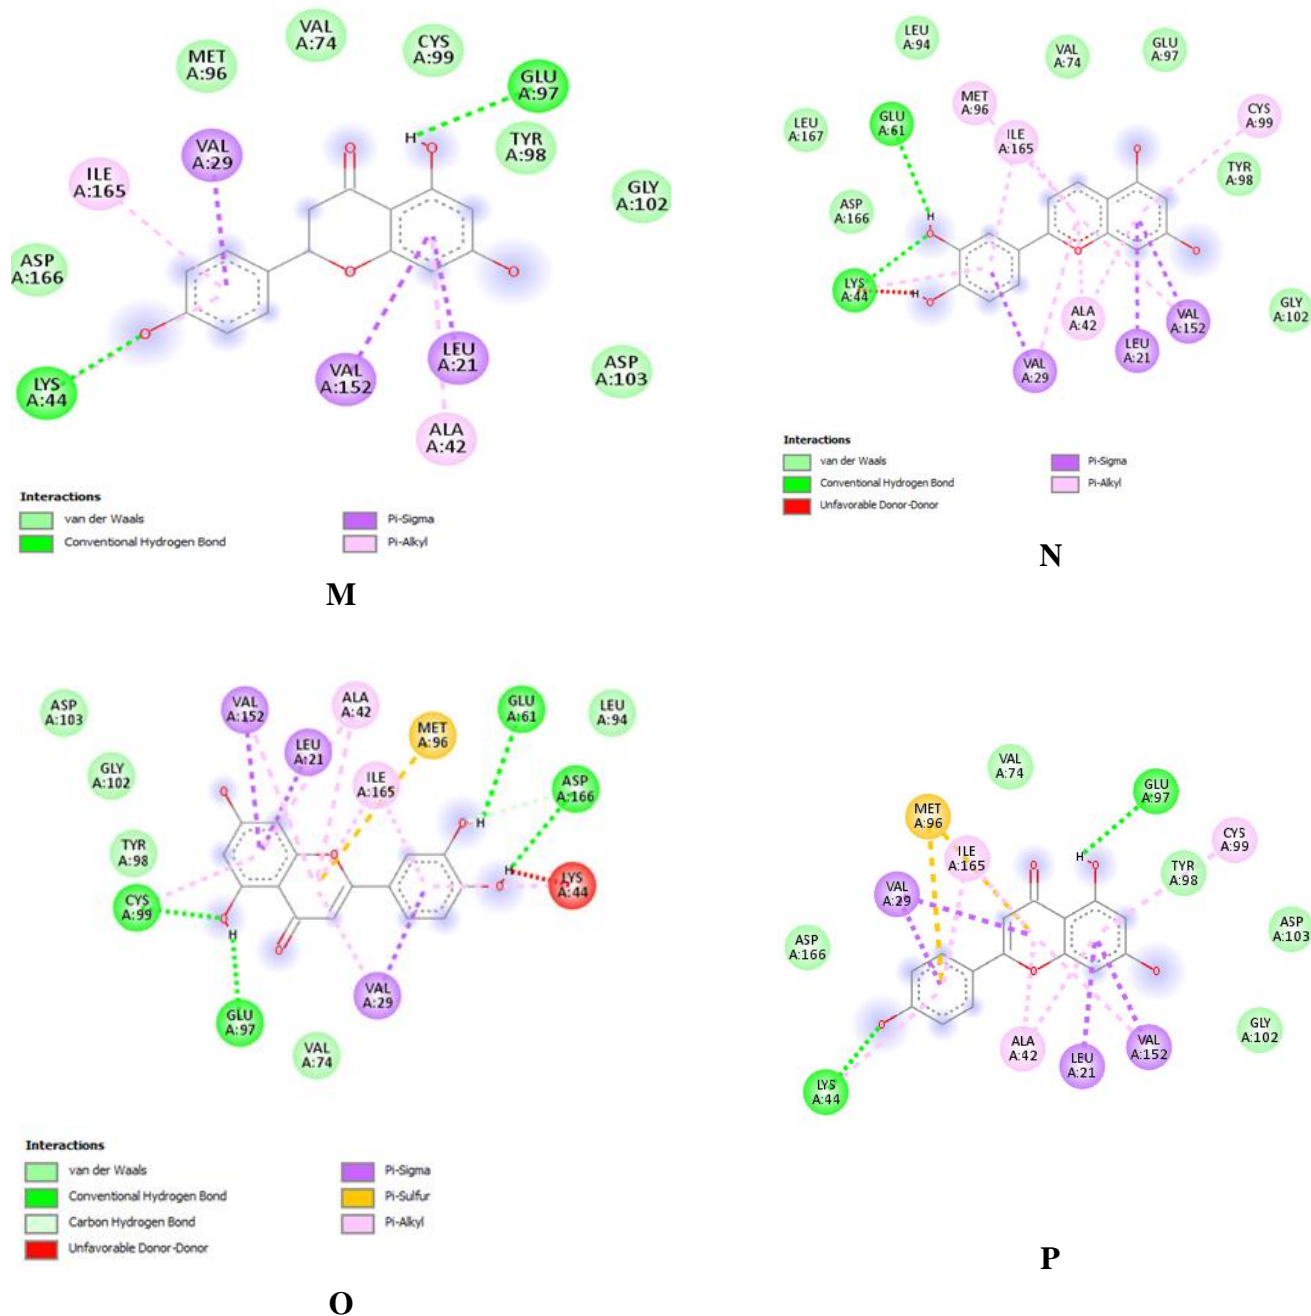 VAL
A:74
CYS
A:99
MET
A:96
GLU
A:97
VAL
A:29
TYR
A:98
ILE
A:165
GLY
A:102
ASP
A:166
H
O
O
O
O
O
LYS
A:44
VAL
A:152
LEU
A:21
ASP
A:103
ALA
A:42
Interactions
van der Waals
Conventional Hydrogen Bond
Pi-Sigma
Pi-Alkyl
M
LEU
A:94
VAL
A:74
GLU
A:97
MET
A:96
CYS
A:99
LEU
A:167
GLU
A:61
ILE
A:165
TYR
A:98
ASP
A:166
H
O
H
O
O
O
O
LYS
A:44
ALA
A:42
VAL
A:152
GLY
A:102
LEU
A:21
VAL
A:29
Interactions
van der Waals
Conventional Hydrogen Bond
Unfavorable Donor-Donor
Pi-Sigma
Pi-Alkyl
N
ASP
A:103
VAL
A:152
ALA
A:42
GLU
A:61
LEU
A:94
LEU
A:21
MET
A:96
GLY
A:102
ILE
A:165
ASP
A:166
TYR
A:98
O
O
O
H
O
H
O
H
O
LYS
A:44
CYS
A:99
VAL
A:29
GLU
A:97
VAL
A:74
Interactions
van der Waals
Conventional Hydrogen Bond
Carbon Hydrogen Bond
Unfavorable Donor-Donor
Pi-Sigma
Pi-Sulfur
Pi-Alkyl
O
VAL
A:74
GLU
A:97
MET
A:96
ILE
A:165
CYS
A:99
VAL
A:29
TYR
A:98
ASP
A:166
ASP
A:103
H
O
O
O
O
O
GLY
A:102
ALA
A:42
LEU
A:21
VAL
A:152
LYS
A:44
P